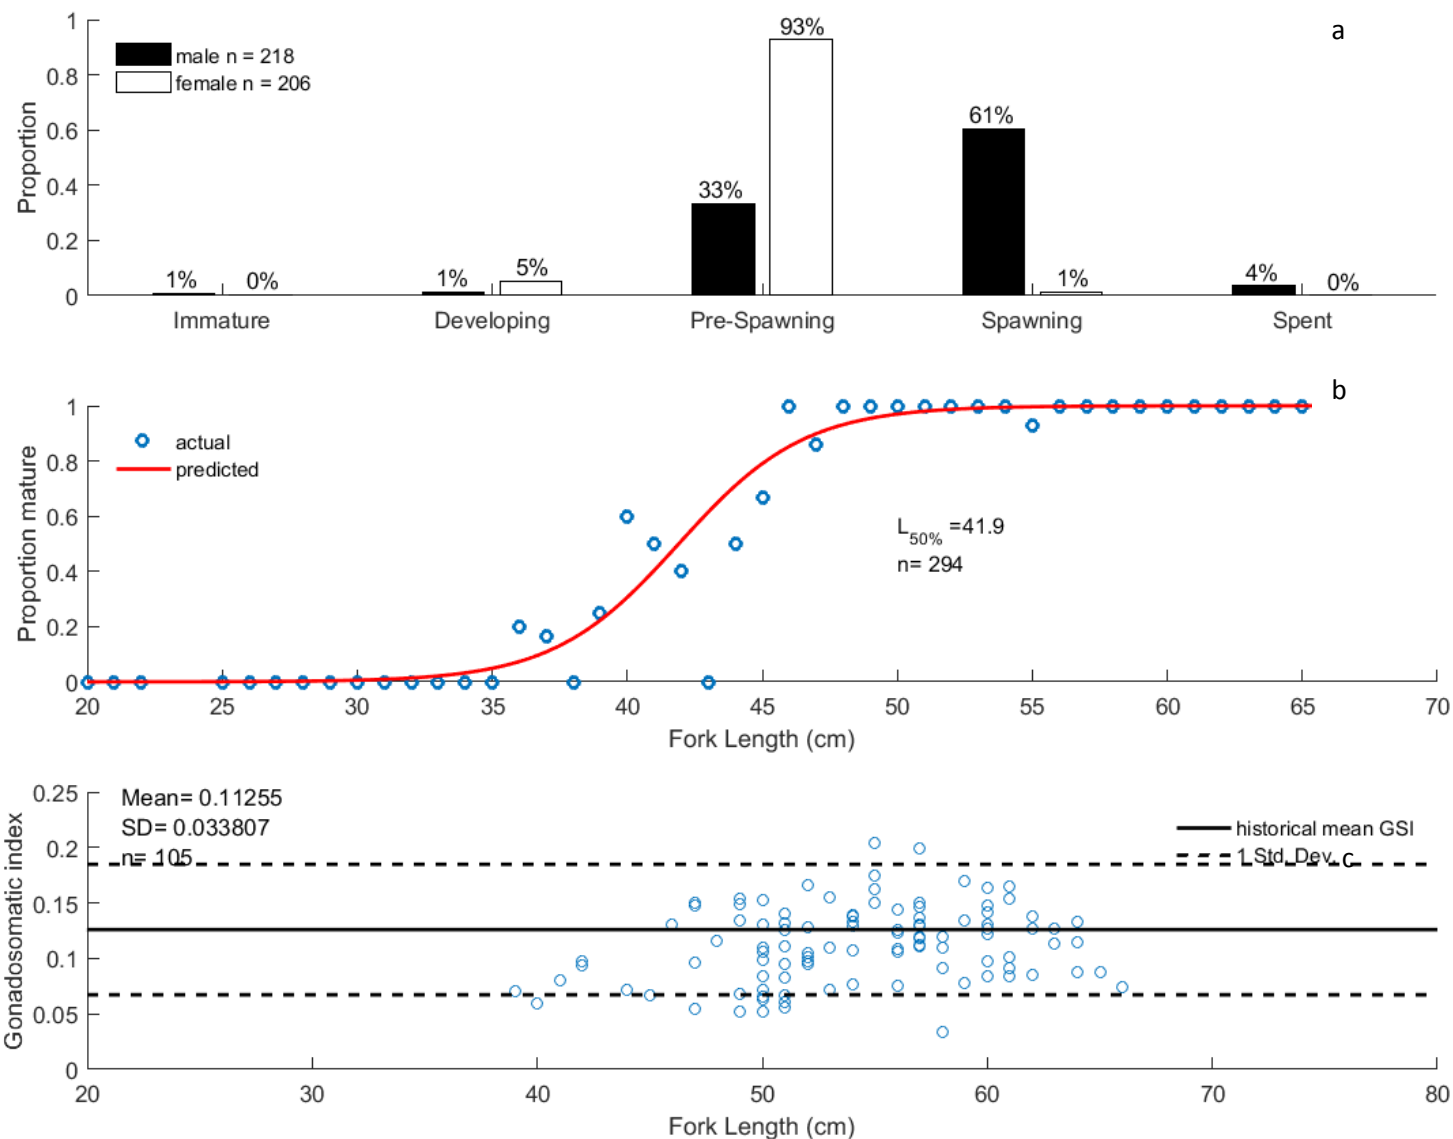 a
1
0.8
0.6
0.4
0.2
0
Proportion
male n = 218
female n = 206
1%
0%
1%
5%
33%
93%
61%
1%
4%
0%
Immature
Developing
Pre-Spawning
Spawning
Spent
b
1
0.8
0.6
0.4
0.2
0
Proportion mature
actual
predicted
L50% =41.9
n= 294
20
25
30
35
40
45
50
55
60
65
70
Fork Length (cm)
0.25
0.2
0.15
0.1
0.05
0
Gonadosomatic index
Mean= 0.11255
SD= 0.033807
n= 105
historical mean GSI
1 Std. Dev.
c
20
30
40
50
60
70
80
Fork Length (cm)